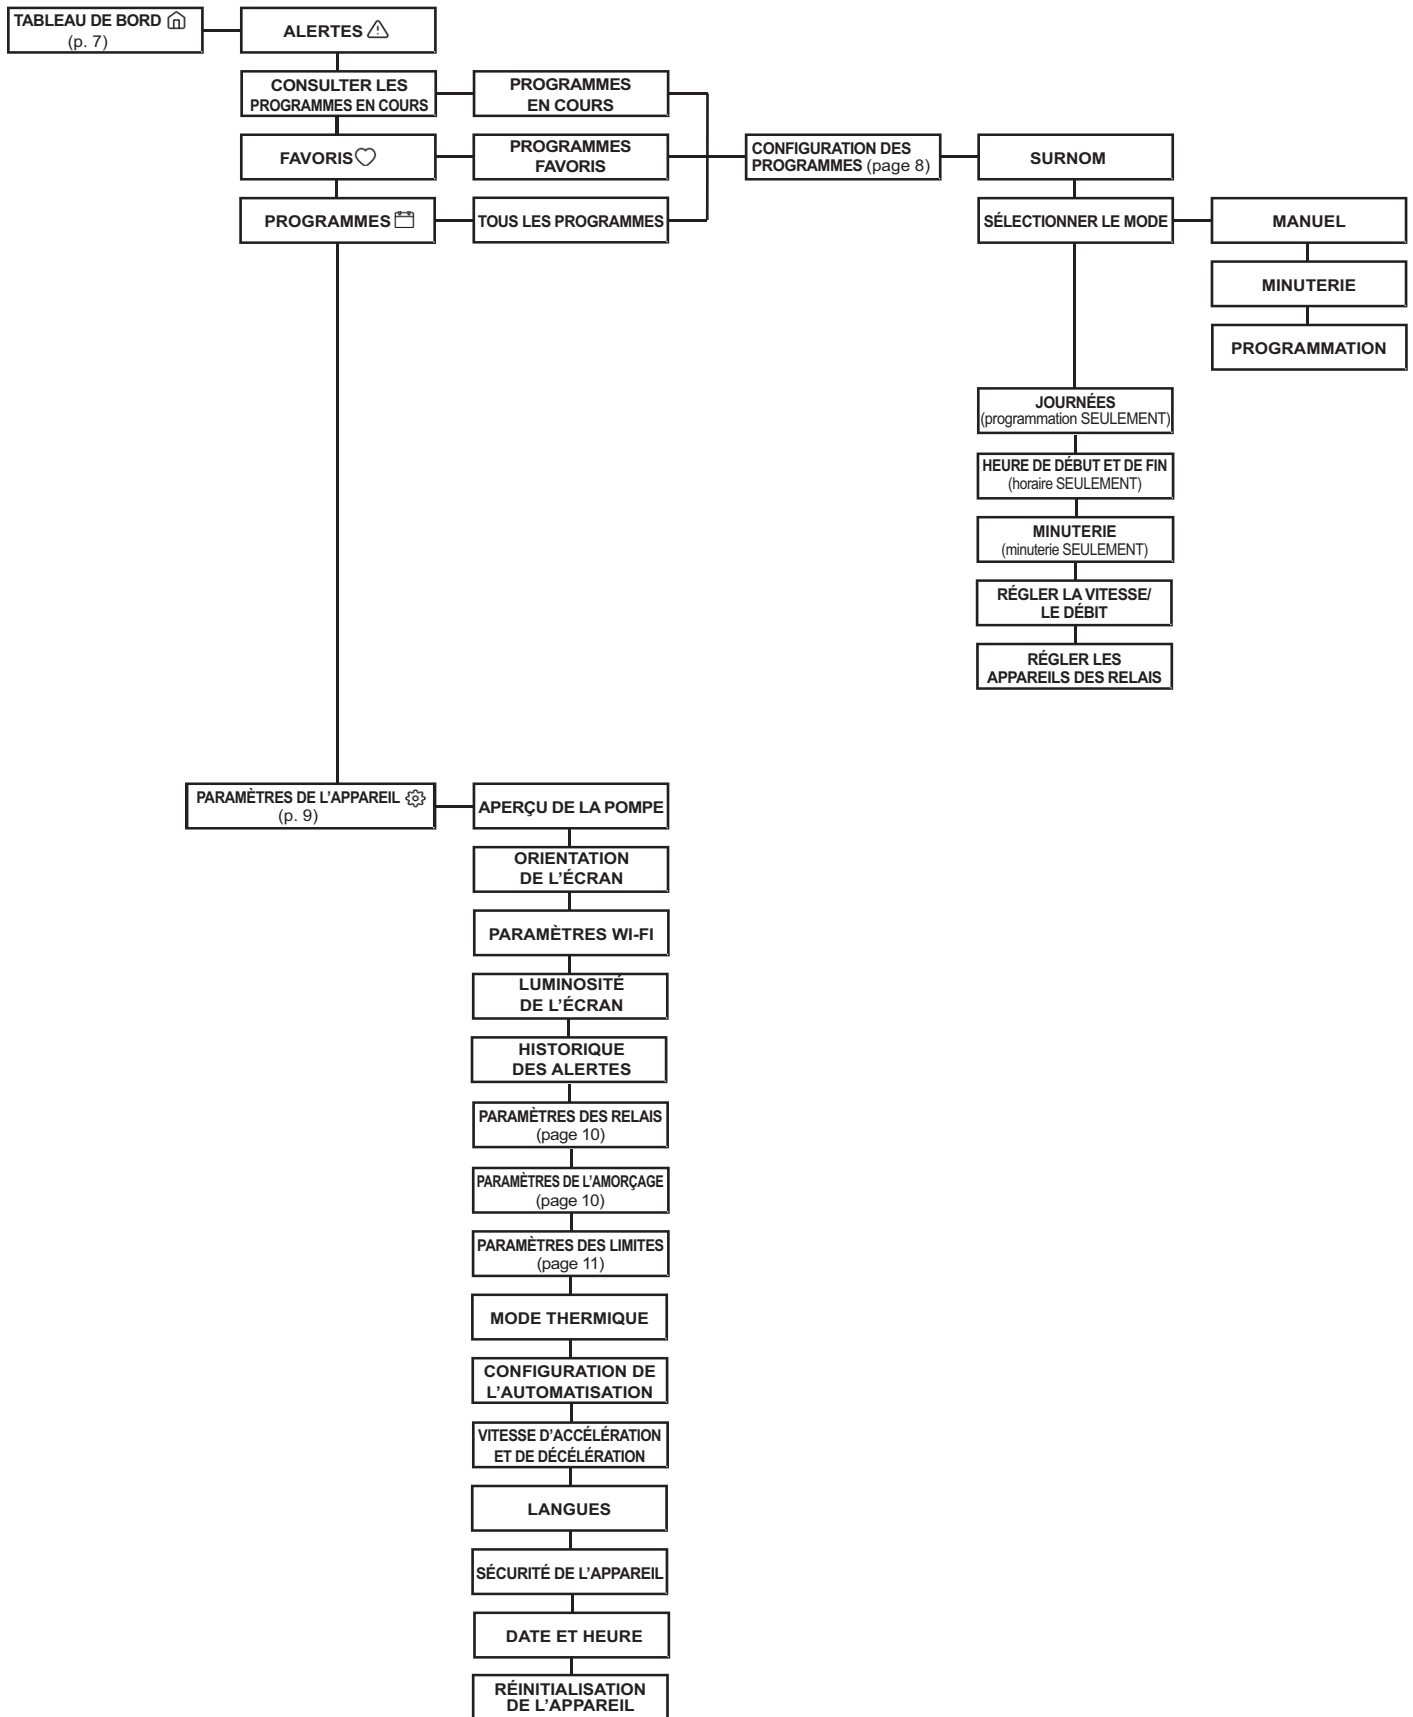 TABLEAU DE BORD
(p. 7)
ALERTES
CONSULTER LES
PROGRAMMES EN COURS
PROGRAMMES
EN COURS
FAVORIS
PROGRAMMES
FAVORIS
CONFIGURATION DES
PROGRAMMES (page 8)
SURNOM
PROGRAMMES
TOUS LES PROGRAMMES
SÉLECTIONNER LE MODE
MANUEL
MINUTERIE
PROGRAMMATION
JOURNÉES
(programmation SEULEMENT)
HEURE DE DÉBUT ET DE FIN
(horaire SEULEMENT)
MINUTERIE
(minuterie SEULEMENT)
RÉGLER LA VITESSE/
LE DÉBIT
RÉGLER LES
APPAREILS DES RELAIS
PARAMÈTRES DE L'APPAREIL
(p. 9)
APERÇU DE LA POMPE
ORIENTATION
DE L'ÉCRAN
PARAMÈTRES WI-FI
LUMINOSITÉ
DE L'ÉCRAN
HISTORIQUE
DES ALERTES
PARAMÈTRES DES RELAIS
(page 10)
PARAMÈTRES DE L'AMORÇAGE
(page 10)
PARAMÈTRES DES LIMITES
(page 11)
MODE THERMIQUE
CONFIGURATION DE
L'AUTOMATISATION
VITESSE D'ACCÉLÉRATION
ET DE DÉCÉLÉRATION
LANGUES
SÉCURITÉ DE L'APPAREIL
DATE ET HEURE
RÉINITIALISATION
DE L'APPAREIL